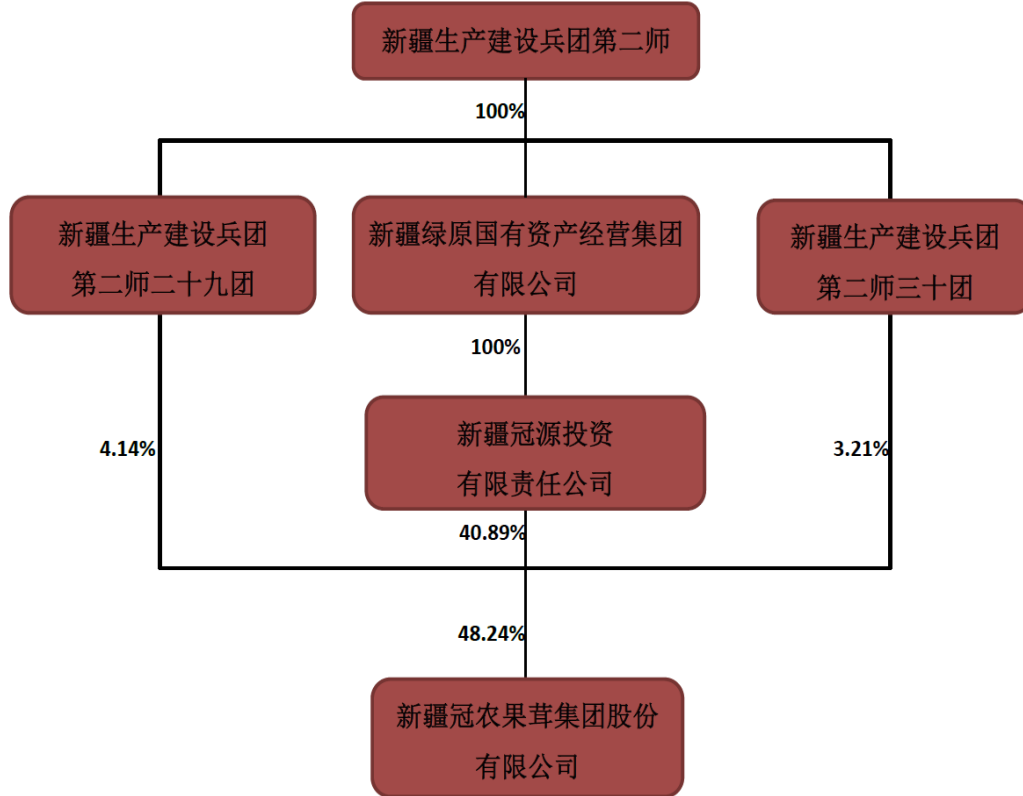 新疆生产建设兵团第二师
100%
新疆生产建设兵团
第二师二十九团
新疆绿原国有资产经营集团
有限公司
新疆生产建设兵团
第二师三十团
100%
4.14%
新疆冠源投资
有限责任公司
3.21%
40.89%
48.24%
新疆冠农果茸集团股份
有限公司